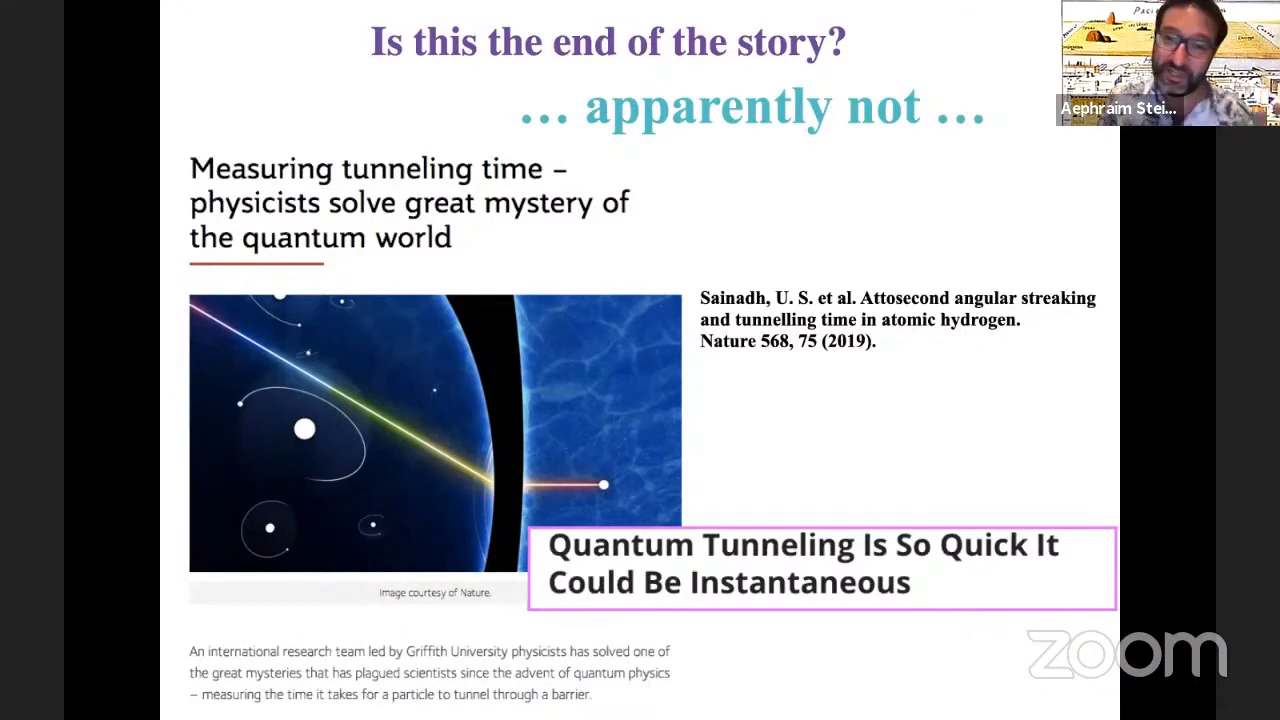 Is this the end of the story?
… apparently not …
Aephraim Stei...
Measuring tunneling time –
physicists solve great mystery of
the quantum world
Sainadh, U. S. et al. Attosecond angular streaking
and tunnelling time in atomic hydrogen.
Nature 568, 75 (2019).
Quantum Tunneling Is So Quick It
Could Be Instantaneous
Image courtesy of Nature.
An international research team led by Griffith University physicists has solved one of
the great mysteries that has plagued scientists since the advent of quantum physics
– measuring the time it takes for a particle to tunnel through a barrier.
zoom